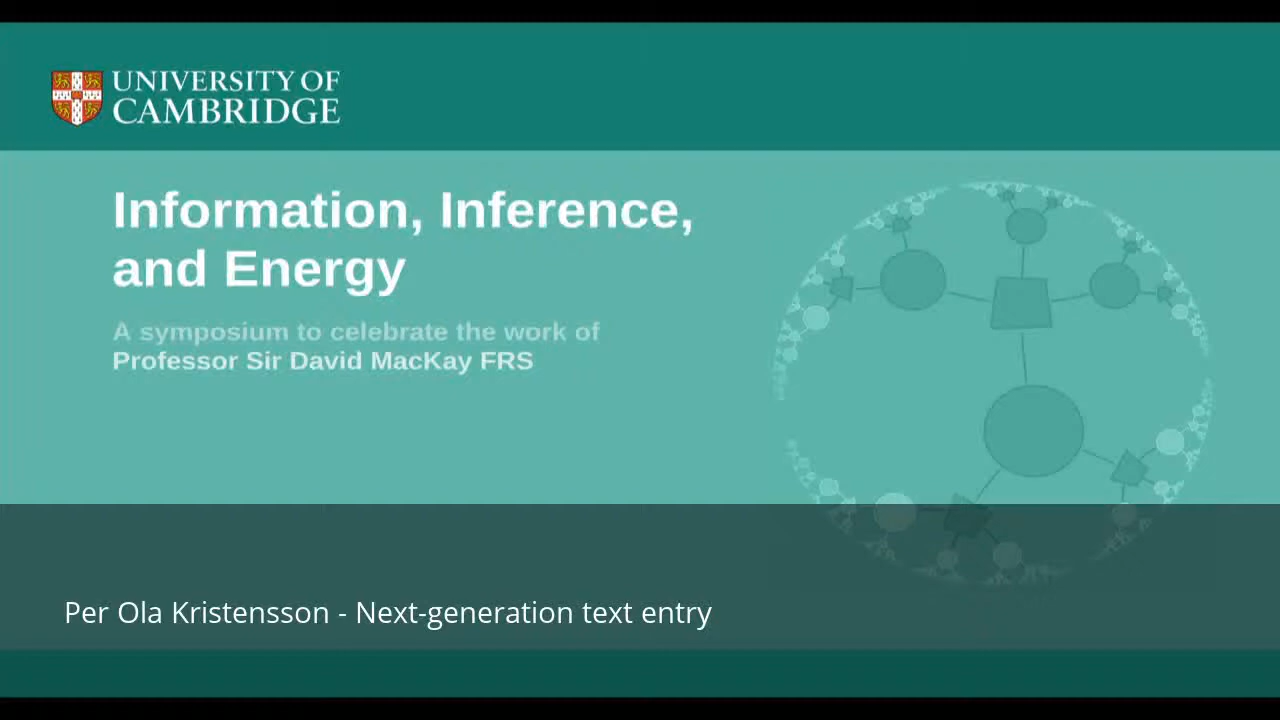 UNIVERSITY OF
CAMBRIDGE
Information, Inference,
and Energy
A symposium to celebrate the work of
Professor Sir David MacKay FRS
Per Ola Kristensson - Next-generation text entry